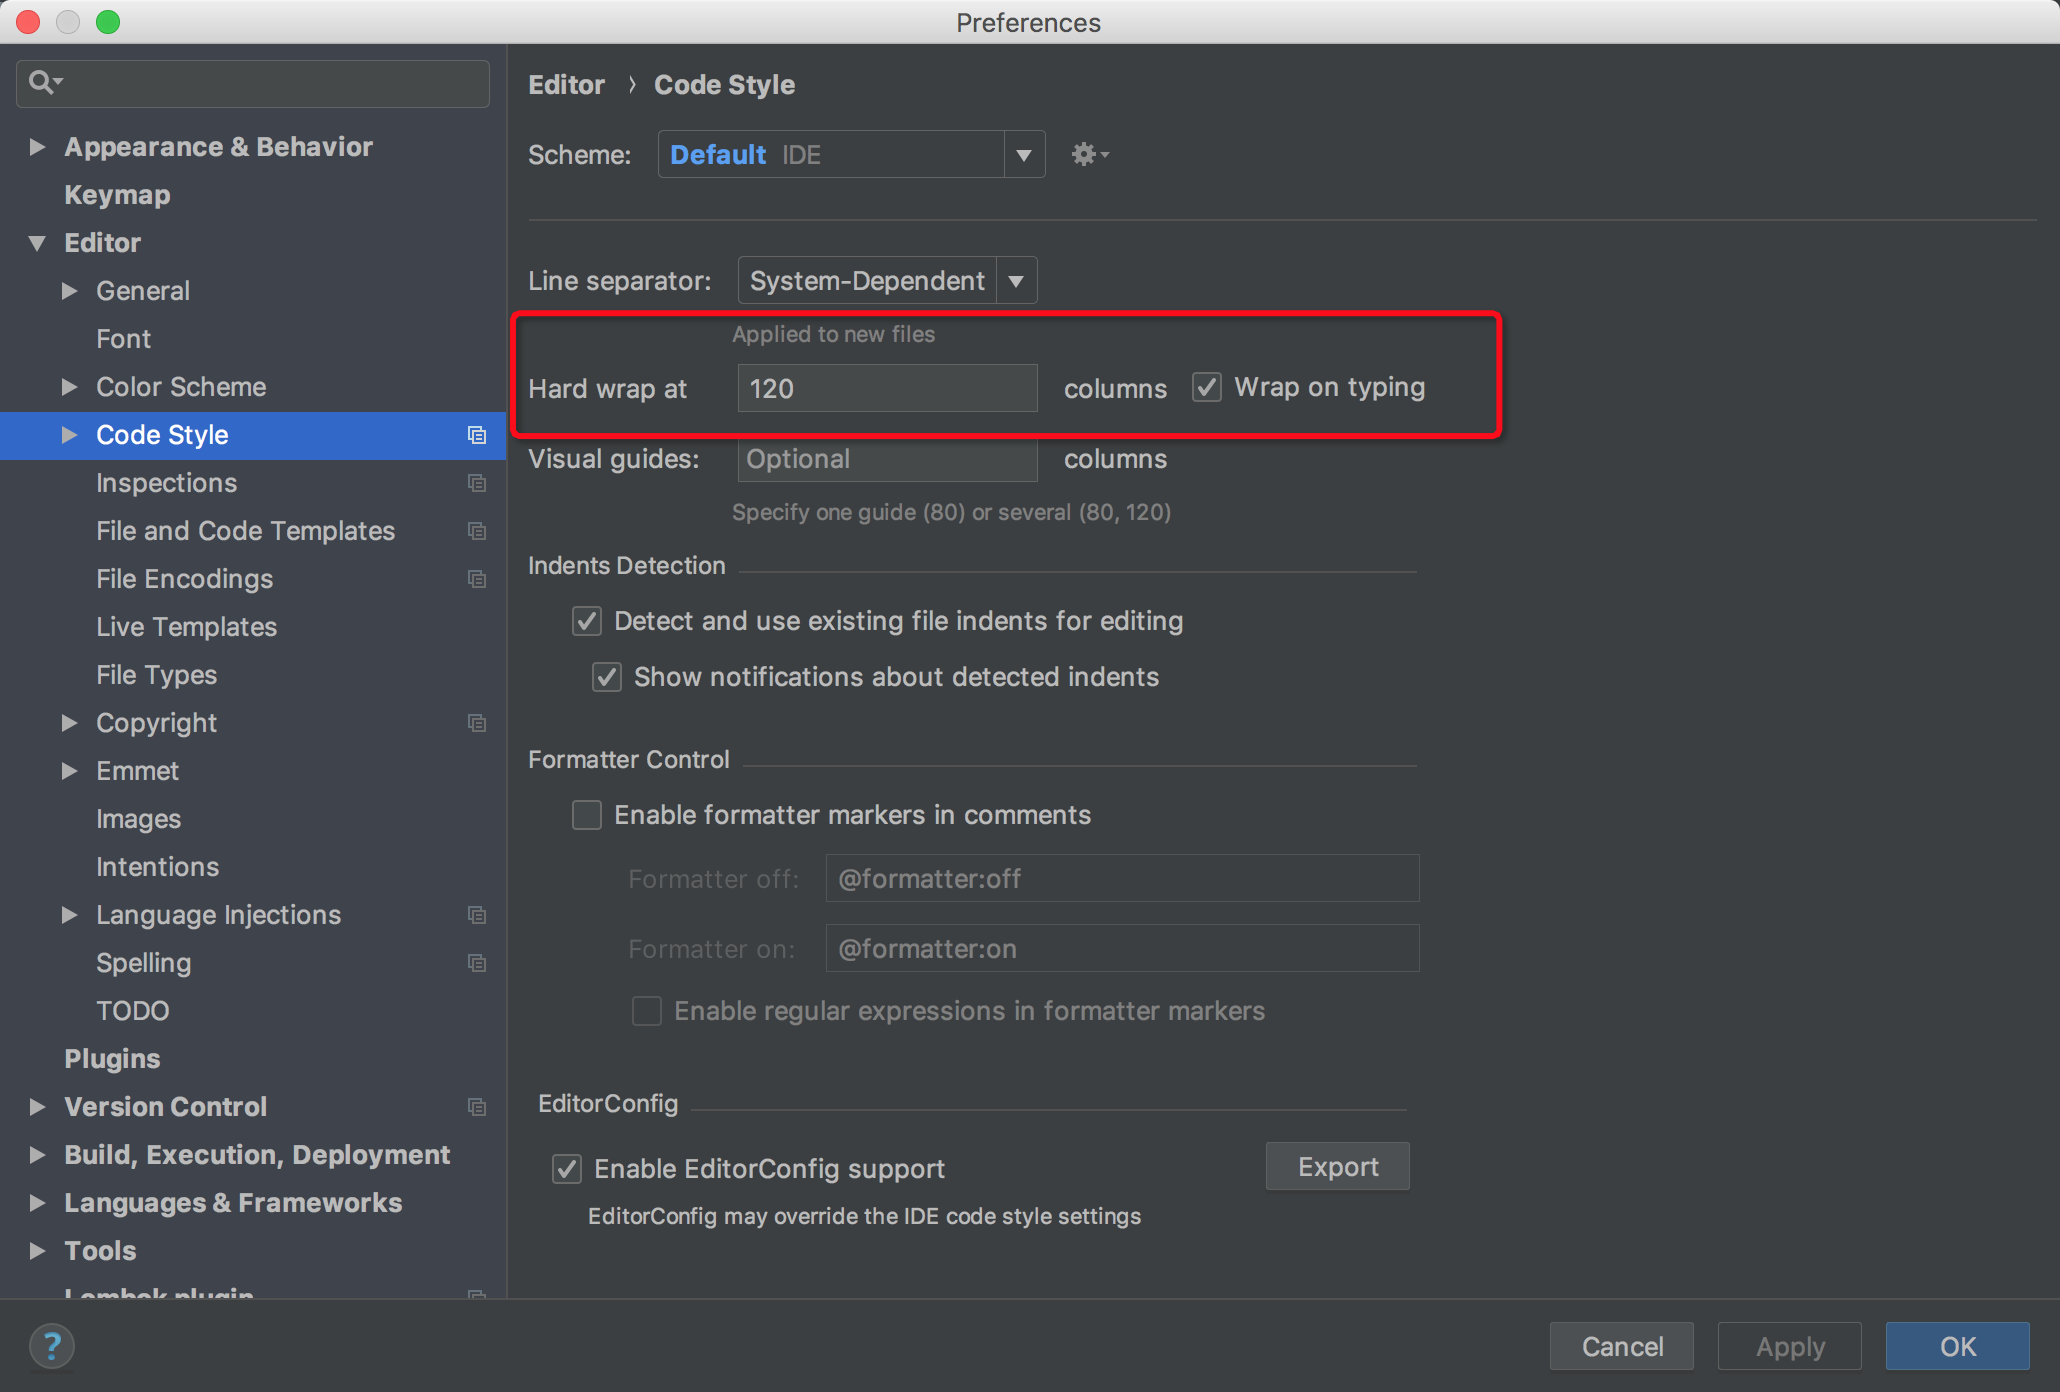 Preferences
Appearance & Behavior
Keymap
Editor
General
Font
Color Scheme
Code Style
Inspections
File and Code Templates
File Encodings
Live Templates
File Types
Copyright
Emmet
Images
Intentions
Language Injections
Spelling
TODO
Plugins
Version Control
Build, Execution, Deployment
Languages & Frameworks
Tools
Lombok plugin
Editor › Code Style
Scheme: Default IDE
Line separator: System-Dependent
Applied to new files
Hard wrap at 120 columns Wrap on typing
Visual guides: Optional columns
Specify one guide (80) or several (80, 120)
Indents Detection
Detect and use existing file indents for editing
Show notifications about detected indents
Formatter Control
Enable formatter markers in comments
Formatter off: @formatter:off
Formatter on: @formatter:on
Enable regular expressions in formatter markers
EditorConfig
Enable EditorConfig support Export
EditorConfig may override the IDE code style settings
? Cancel Apply OK